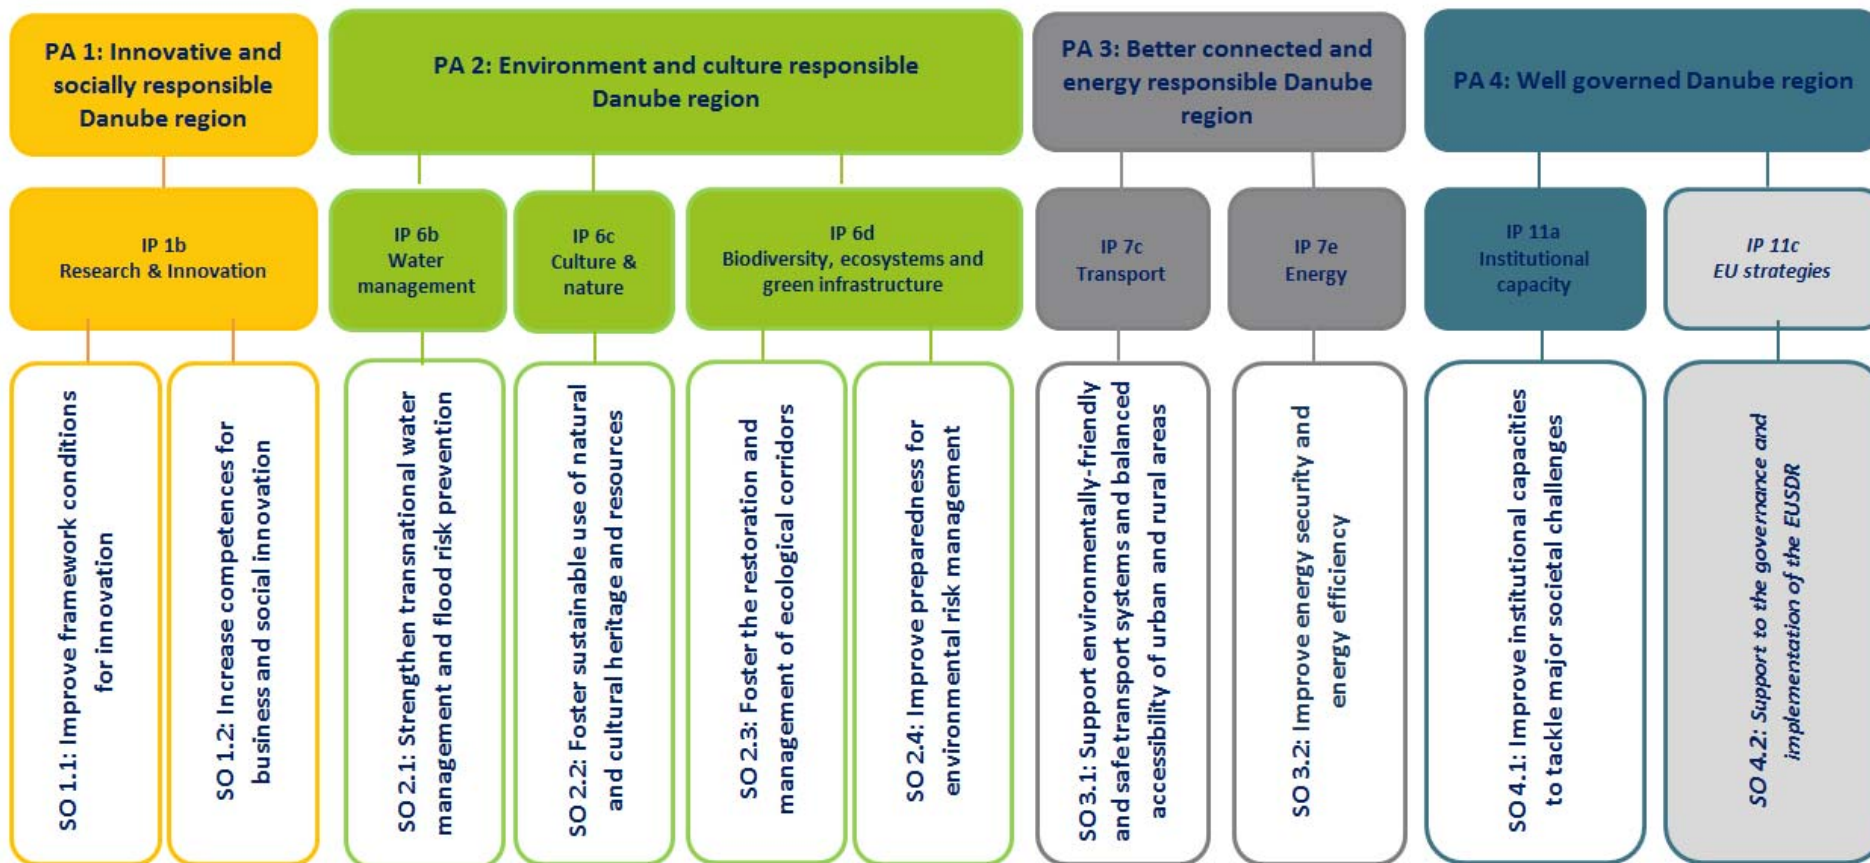 PA 1: Innovative and
socially responsible
Danube region
PA 2: Environment and culture responsible
Danube region
PA 3: Better connected and
energy responsible Danube
region
PA 4: Well governed Danube region
IP 1b
Research & Innovation
IP 6b
Water
management
IP 6c
Culture &
nature
IP 6d
Biodiversity, ecosystems and
green infrastructure
IP 7c
Transport
IP 7e
Energy
IP 11a
Institutional
capacity
IP 11c
EU strategies
SO 1.1: Improve framework conditions
for innovation
SO 1.2: Increase competences for
business and social innovation
SO 2.1: Strengthen transnational water
management and flood risk prevention
SO 2.2: Foster sustainable use of natural
and cultural heritage and resources
SO 2.3: Foster the restoration and
management of ecological corridors
SO 2.4: Improve preparedness for
environmental risk management
SO 3.1: Support environmentally-friendly
and safe transport systems and balanced
accessibility of urban and rural areas
SO 3.2: Improve energy security and
energy efficiency
SO 4.1: Improve institutional capacities
to tackle major societal challenges
SO 4.2: Support to the governance and
implementation of the EUSDR